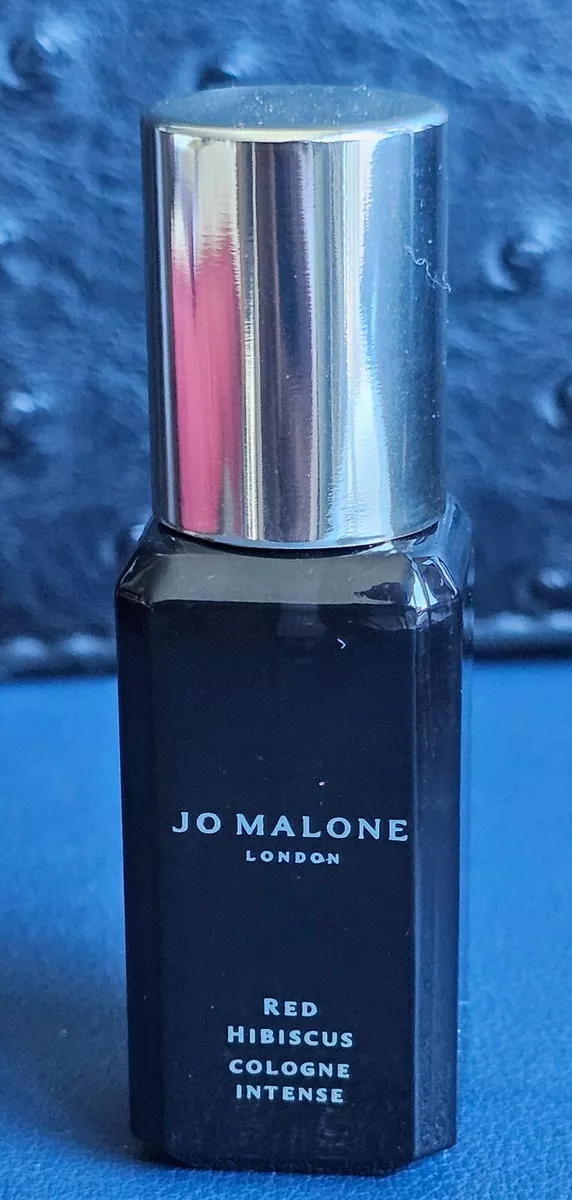 JO MALONE
LONDON
RED
HIBISCUS
COLOGNE
INTENSE